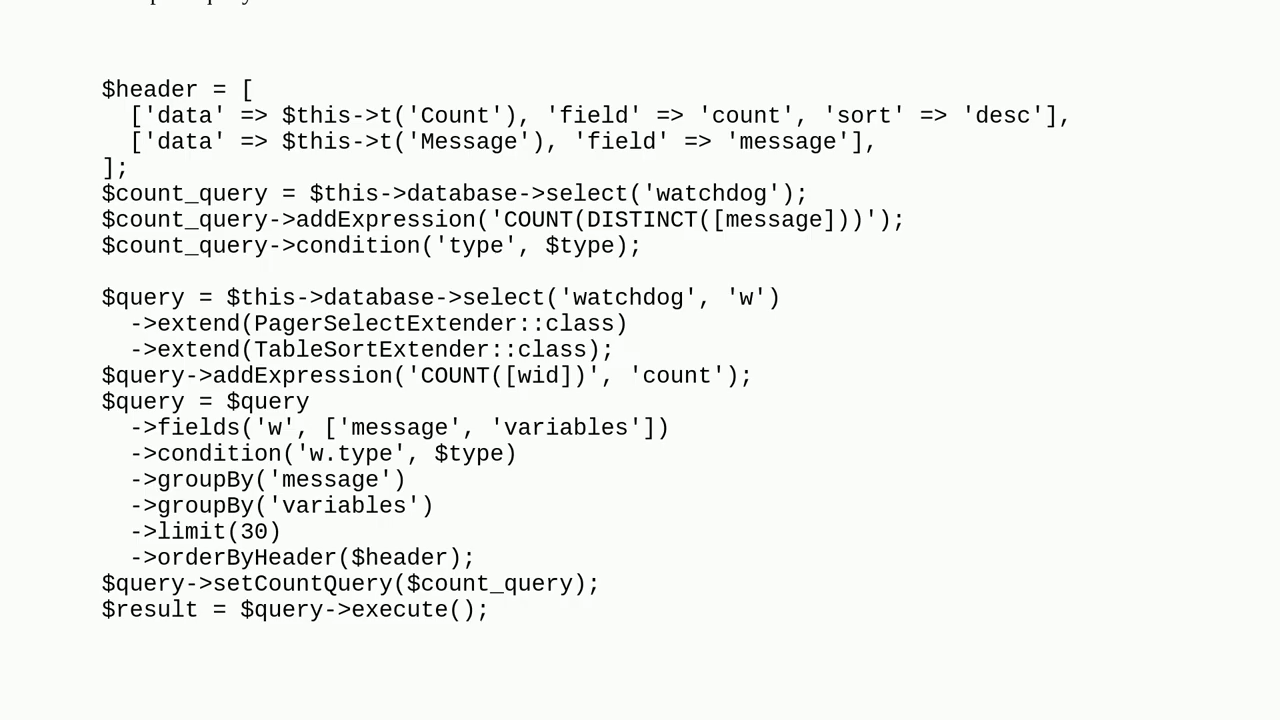 $header = [
  ['data' => $this->t('Count'), 'field' => 'count', 'sort' => 'desc'],
  ['data' => $this->t('Message'), 'field' => 'message'],
];
$count_query = $this->database->select('watchdog');
$count_query->addExpression('COUNT(DISTINCT([message]))');
$count_query->condition('type', $type);

$query = $this->database->select('watchdog', 'w')
  ->extend(PagerSelectExtender::class)
  ->extend(TableSortExtender::class);
$query->addExpression('COUNT([wid])', 'count');
$query = $query
  ->fields('w', ['message', 'variables'])
  ->condition('w.type', $type)
  ->groupBy('message')
  ->groupBy('variables')
  ->limit(30)
  ->orderByHeader($header);
$query->setCountQuery($count_query);
$result = $query->execute();